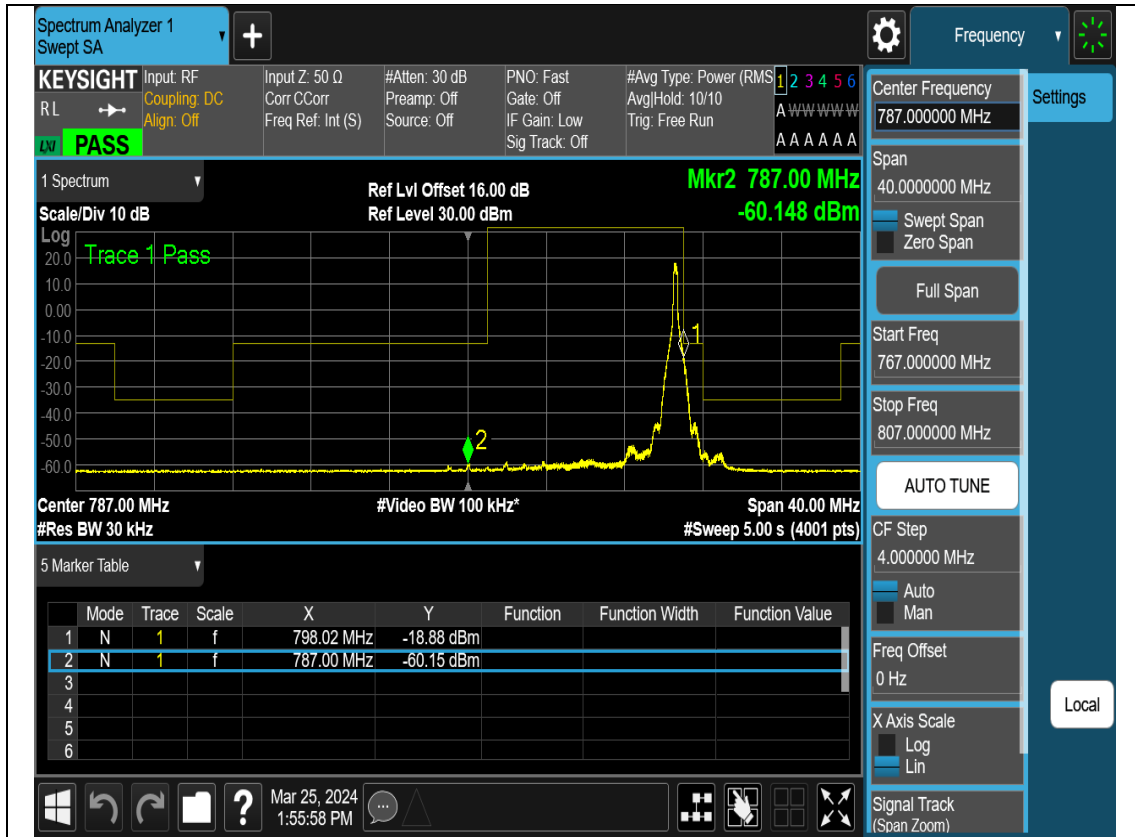 Spectrum Analyzer 1
Swept SA
+
Frequency
KEYSIGHT
R L
LXI
PASS
Input: RF
Coupling: DC
Align: Off
Input Z: 50 Ω
Corr CCorr
Freq Ref: Int (S)
#Atten: 30 dB
Preamp: Off
Source: Off
PNO: Fast
Gate: Off
IF Gain: Low
Sig Track: Off
#Avg Type: Power (RMS
Avg|Hold: 10/10
Trig: Free Run
1 2 3 4 5 6
A W W W W W
A A A A A A
1 Spectrum
Scale/Div 10 dB
Ref Lvl Offset 16.00 dB
Ref Level 30.00 dBm
Mkr2 787.00 MHz
-60.148 dBm
Log
Trace 1 Pass
20.0
10.0
0.00
-10.0
-20.0
-30.0
-40.0
-50.0
-60.0
1
2
Center 787.00 MHz
#Video BW 100 kHz*
Span 40.00 MHz
#Res BW 30 kHz
#Sweep 5.00 s (4001 pts)
5 Marker Table
Mode Trace Scale X Y Function Function Width Function Value
1 N 1 f 798.02 MHz -18.88 dBm
2 N 1 f 787.00 MHz -60.15 dBm
3
4
5
6
?
Mar 25, 2024
1:55:58 PM
Center Frequency
787.000000 MHz
Settings
Span
40.0000000 MHz
Swept Span
Zero Span
Full Span
Start Freq
767.000000 MHz
Stop Freq
807.000000 MHz
AUTO TUNE
CF Step
4.000000 MHz
Auto
Man
Freq Offset
0 Hz
Local
X Axis Scale
Log
Lin
Signal Track
(Span Zoom)